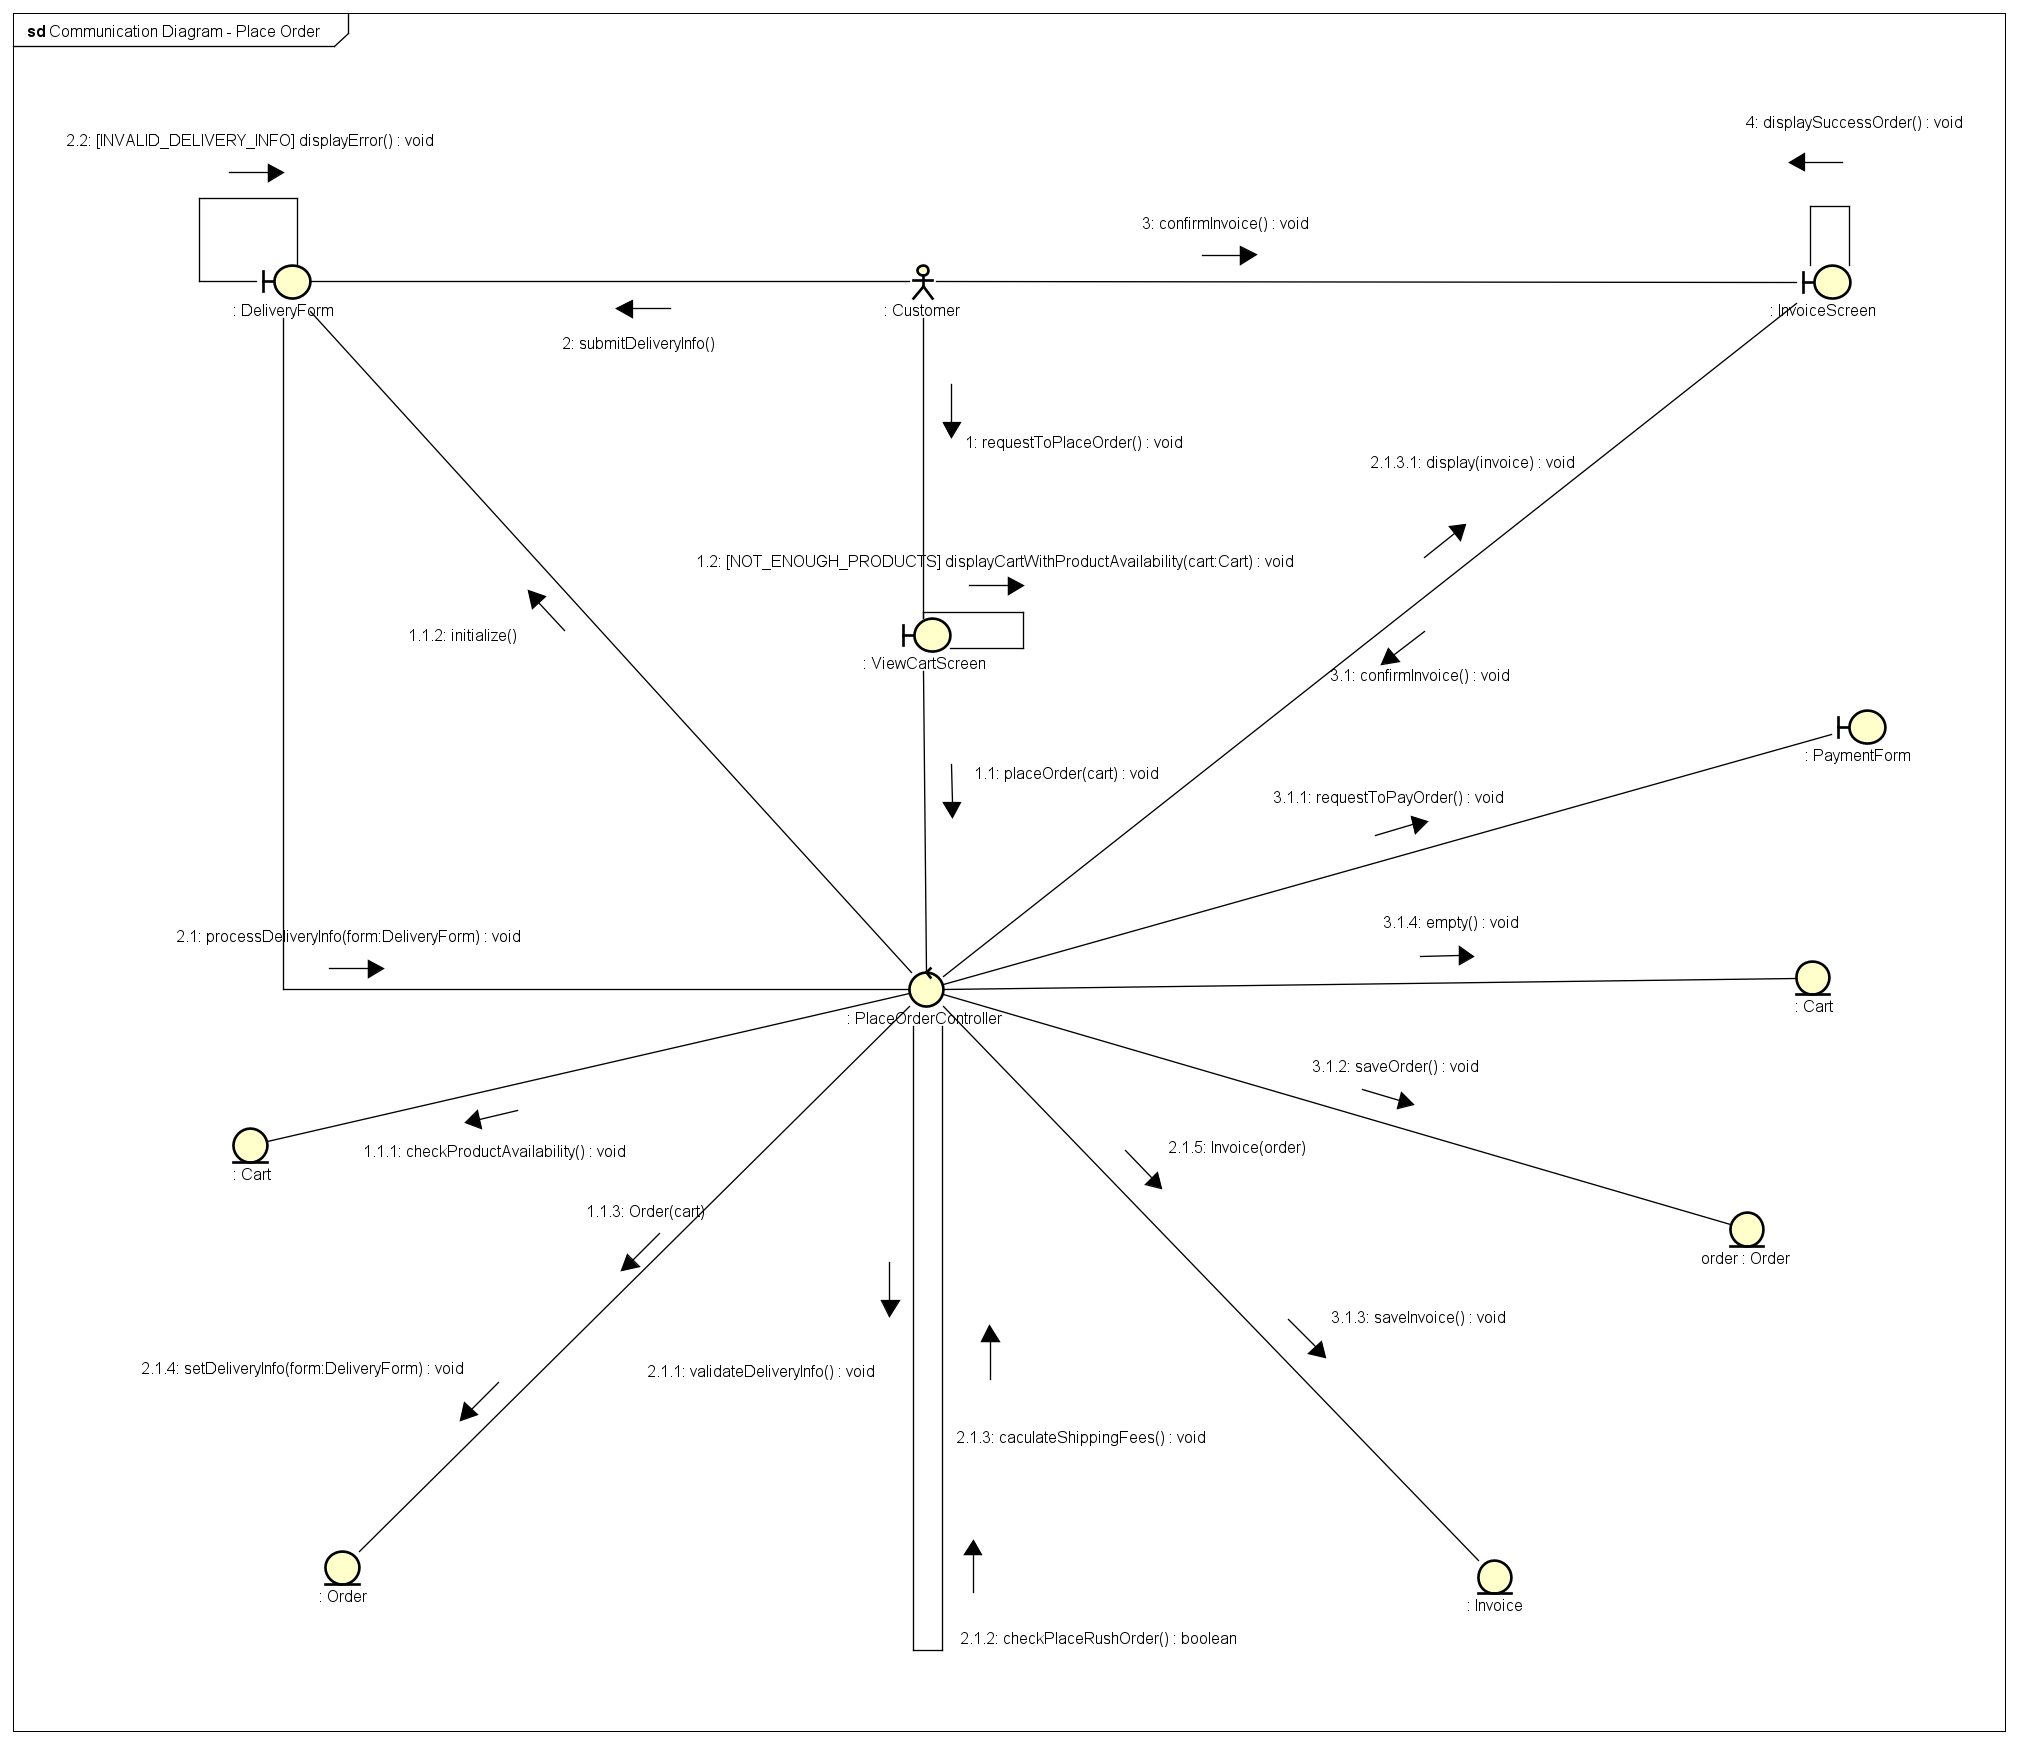 sd Communication Diagram - Place Order
4: displaySuccessOrder() : void
2.2: [INVALID_DELIVERY_INFO] displayError() : void
3: confirmInvoice() : void
: DeliveryForm
: Customer
: InvoiceScreen
2: submitDeliveryInfo()
1: requestToPlaceOrder() : void
2.1.3.1: display(invoice) : void
1.2: [NOT_ENOUGH_PRODUCTS] displayCartWithProductAvailability(cart:Cart) : void
1.1.2: initialize()
: ViewCartScreen
3.1: confirmInvoice() : void
: PaymentForm
1.1: placeOrder(cart) : void
3.1.1: requestToPayOrder() : void
3.1.4: empty() : void
2.1: processDeliveryInfo(form:DeliveryForm) : void
: Cart
: PlaceOrderController
3.1.2: saveOrder() : void
2.1.5: Invoice(order)
1.1.1: checkProductAvailability() : void
: Cart
1.1.3: Order(cart)
order : Order
3.1.3: saveInvoice() : void
2.1.4: setDeliveryInfo(form:DeliveryForm) : void
2.1.1: validateDeliveryInfo() : void
2.1.3: caculateShippingFees() : void
: Order
: Invoice
2.1.2: checkPlaceRushOrder() : boolean